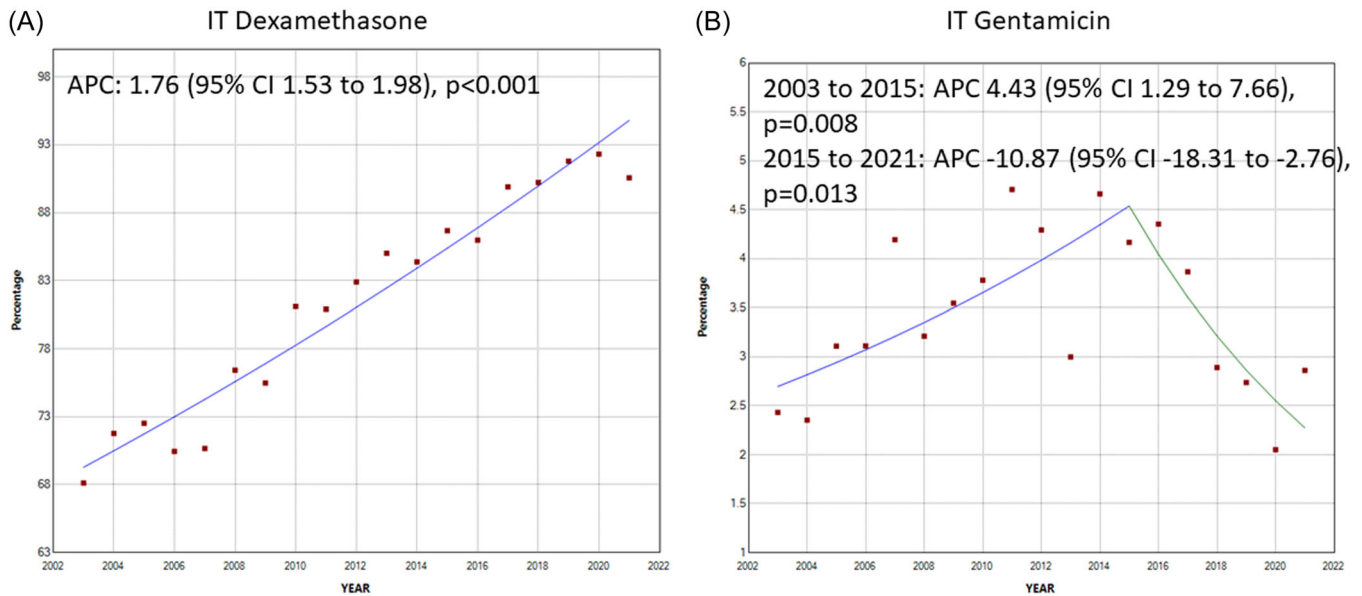 (A)
IT Dexamethasone
APC: 1.76 (95% CI 1.53 to 1.98), p<0.001
98
93
88
83
78
73
68
63
Percentage
2002 2004 2006 2008 2010 2012 2014 2016 2018 2020 2022
YEAR
(B)
IT Gentamicin
2003 to 2015: APC 4.43 (95% CI 1.29 to 7.66),
p=0.008
2015 to 2021: APC -10.87 (95% CI -18.31 to -2.76),
p=0.013
6
5.5
5
4.5
4
3.5
3
2.5
2
1.5
1
Percentage
2002 2004 2006 2008 2010 2012 2014 2016 2018 2020 2022
YEAR